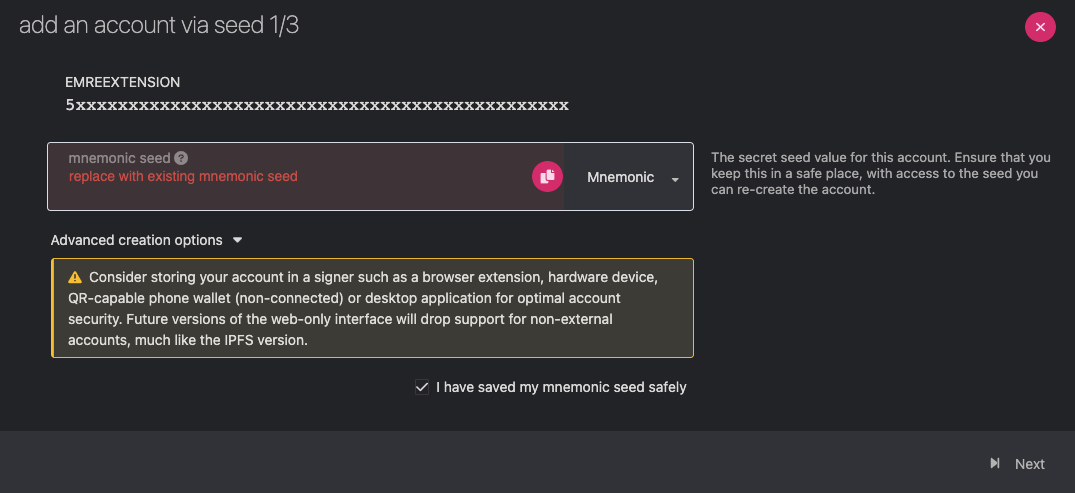 add an account via seed 1/3
EMREEXTENSION
5xxxxxxxxxxxxxxxxxxxxxxxxxxxxxxxxxxxxxxxxxxxxxxx
mnemonic seed
replace with existing mnemonic seed
Mnemonic
The secret seed value for this account. Ensure that you
keep this in a safe place, with access to the seed you
can re-create the account.
Advanced creation options
Consider storing your account in a signer such as a browser extension, hardware device,
QR-capable phone wallet (non-connected) or desktop application for optimal account
security. Future versions of the web-only interface will drop support for non-external
accounts, much like the IPFS version.
I have saved my mnemonic seed safely
Next